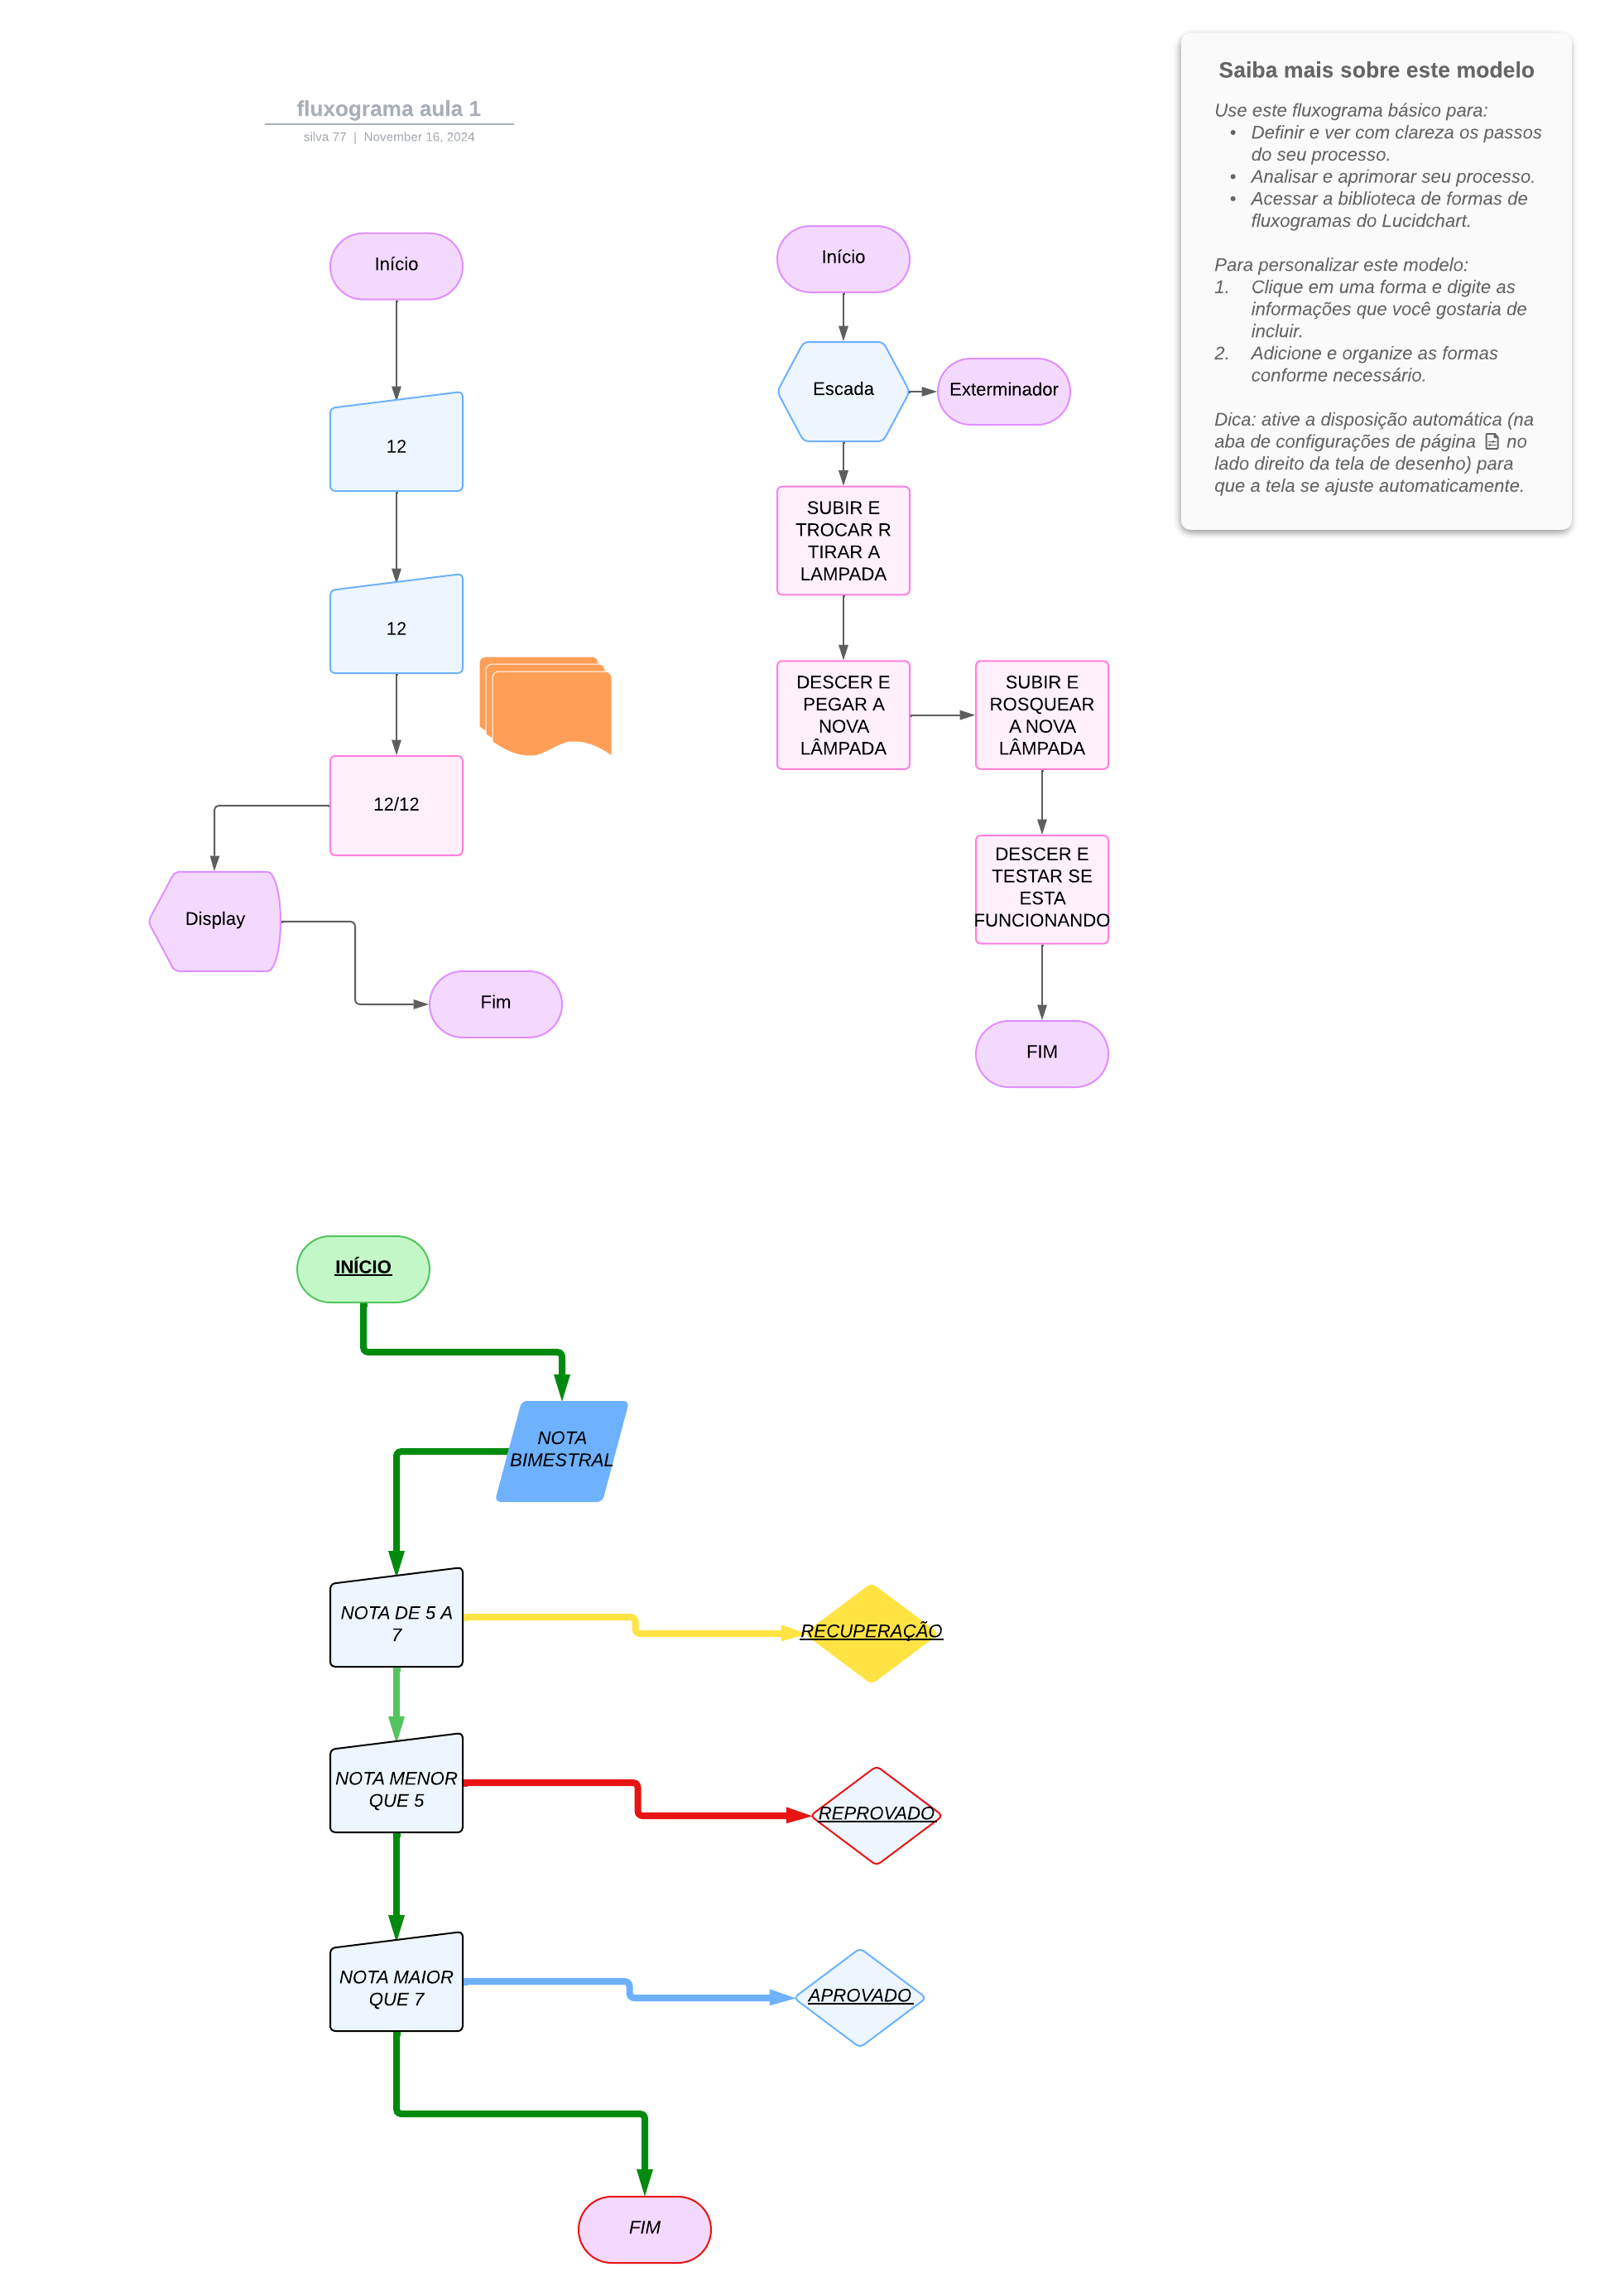 fluxograma aula 1
silva 77 | November 16, 2024
Saiba mais sobre este modelo
Use este fluxograma básico para:
• Definir e ver com clareza os passos
do seu processo.
• Analisar e aprimorar seu processo.
• Acessar a biblioteca de formas de
fluxogramas do Lucidchart.
Para personalizar este modelo:
1. Clique em uma forma e digite as
informações que você gostaria de
incluir.
2. Adicione e organize as formas
conforme necessário.
Dica: ative a disposição automática (na
aba de configurações de página no
lado direito da tela de desenho) para
que a tela se ajuste automaticamente.
Início
12
12
12/12
Display
Fim
Início
Escada
Exterminador
SUBIR E
TROCAR R
TIRAR A
LAMPADA
DESCER E
PEGAR A
NOVA
LÂMPADA
SUBIR E
ROSQUEAR
A NOVA
LÂMPADA
DESCER E
TESTAR SE
ESTA
FUNCIONANDO
FIM
INÍCIO
NOTA
BIMESTRAL
NOTA DE 5 A
7
RECUPERAÇÃO
NOTA MENOR
QUE 5
REPROVADO
NOTA MAIOR
QUE 7
APROVADO
FIM